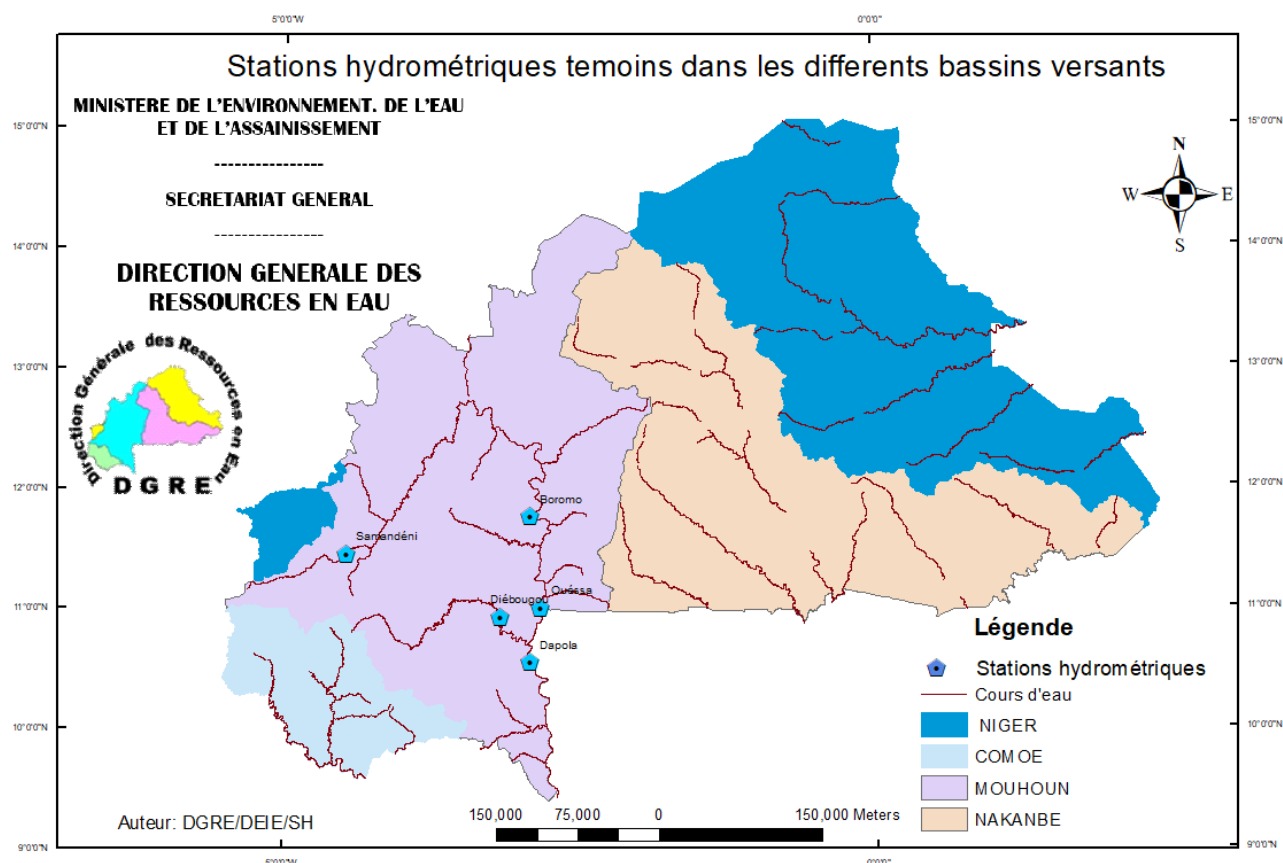 5°0'0"W 0°0'0"
Stations hydrométriques temoins dans les differents bassins versants
MINISTERE DE L'ENVIRONNEMENT. DE L'EAU
ET DE L'ASSAINISSEMENT
----------------
SECRETARIAT GENERAL
----------------
DIRECTION GENERALE DES
RESSOURCES EN EAU
Direction Générale des Ressources en Eau
DGRE
N
W E
S
15°0'0"N 15°0'0"N
14°0'0"N 14°0'0"N
13°0'0"N 13°0'0"N
12°0'0"N 12°0'0"N
11°0'0"N 11°0'0"N
10°0'0"N 10°0'0"N
9°0'0"N 9°0'0"N
Boromo
Samandéni
Ouéssa
Diébougou
Dapola
Légende
Stations hydrométriques
Cours d'eau
NIGER
COMOE
MOUHOUN
NAKANBE
150,000 75,000 0 150,000 Meters
Auteur: DGRE/DEIE/SH
5°0'0"W 0°0'0"